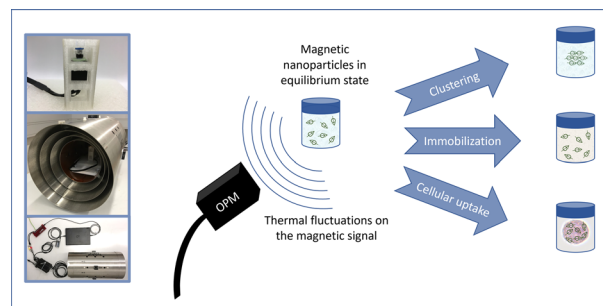 Magnetic
nanoparticles in
equilibrium state
OPM
Thermal fluctuations on
the magnetic signal
Clustering
Immobilization
Cellular uptake